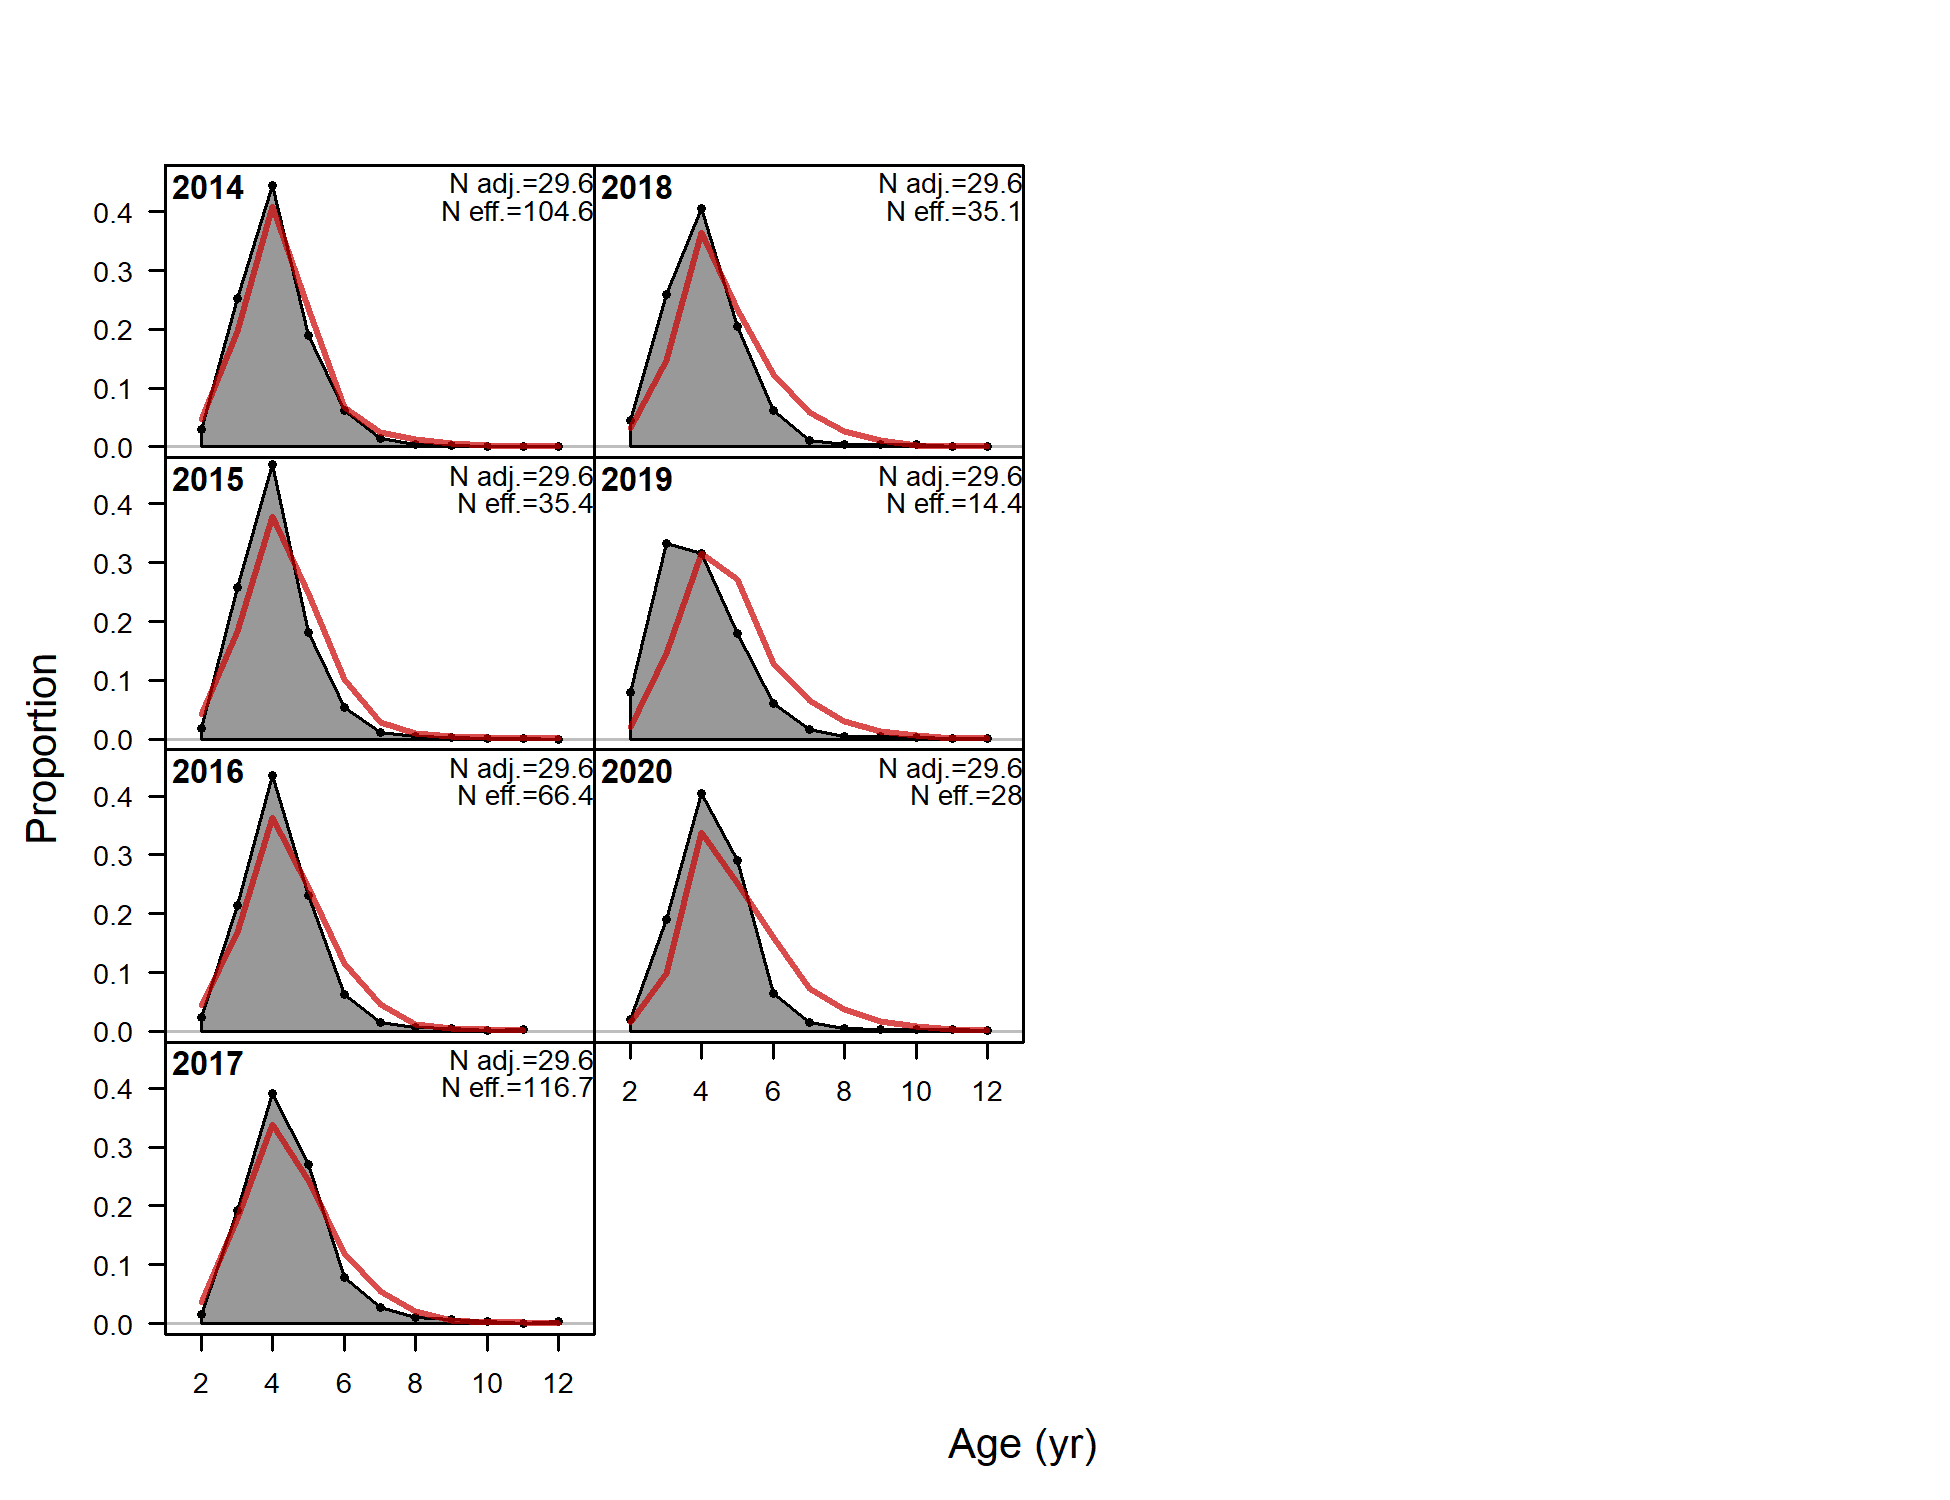 Proportion
2014
N adj.=29.6
N eff.=104.6
0.4
0.3
0.2
0.1
0.0
2015
N adj.=29.6
N eff.=35.4
0.4
0.3
0.2
0.1
0.0
2016
N adj.=29.6
N eff.=66.4
0.4
0.3
0.2
0.1
0.0
2017
N adj.=29.6
N eff.=116.7
0.4
0.3
0.2
0.1
0.0
2 4 6 8 10 12
2018
N adj.=29.6
N eff.=35.1
2019
N adj.=29.6
N eff.=14.4
2020
N adj.=29.6
N eff.=28
2 4 6 8 10 12
Age (yr)